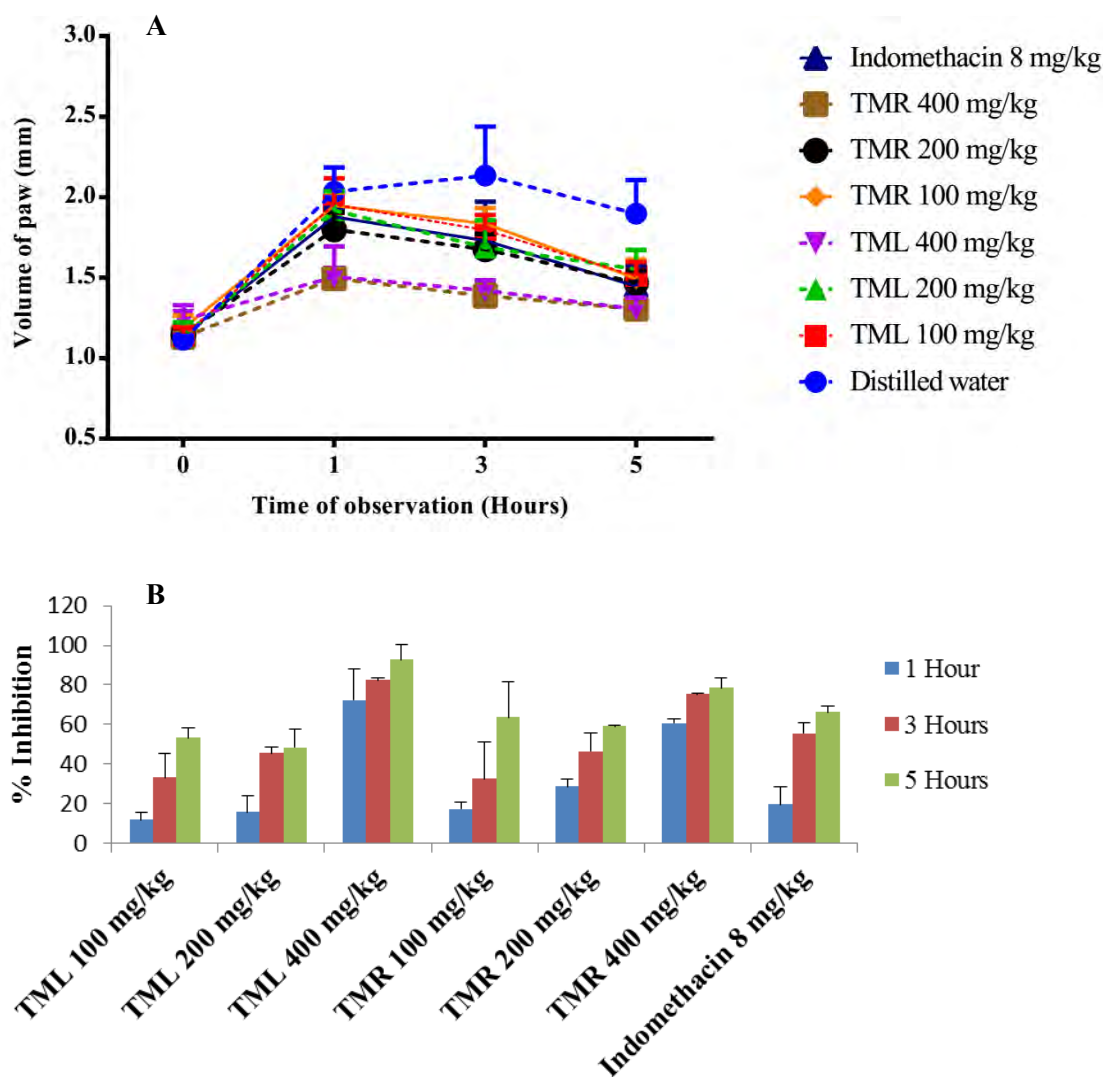 A
3.0
2.5
2.0
1.5
1.0
0.5
Volume of paw (mm)
0 1 3 5
Time of observation (Hours)
Indomethacin 8 mg/kg
TMR 400 mg/kg
TMR 200 mg/kg
TMR 100 mg/kg
TML 400 mg/kg
TML 200 mg/kg
TML 100 mg/kg
Distilled water
B
120
100
80
60
40
20
0
% Inhibition
TML 100 mg/kg
TML 200 mg/kg
TML 400 mg/kg
TMR 100 mg/kg
TMR 200 mg/kg
TMR 400 mg/kg
Indomethacin 8 mg/kg
1 Hour
3 Hours
5 Hours